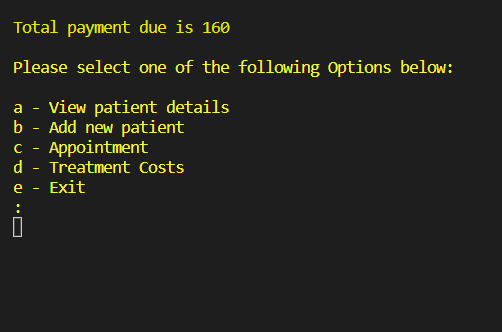 Total payment due is 160
Please select one of the following Options below:
a - View patient details
b - Add new patient
c - Appointment
d - Treatment Costs
e - Exit
: